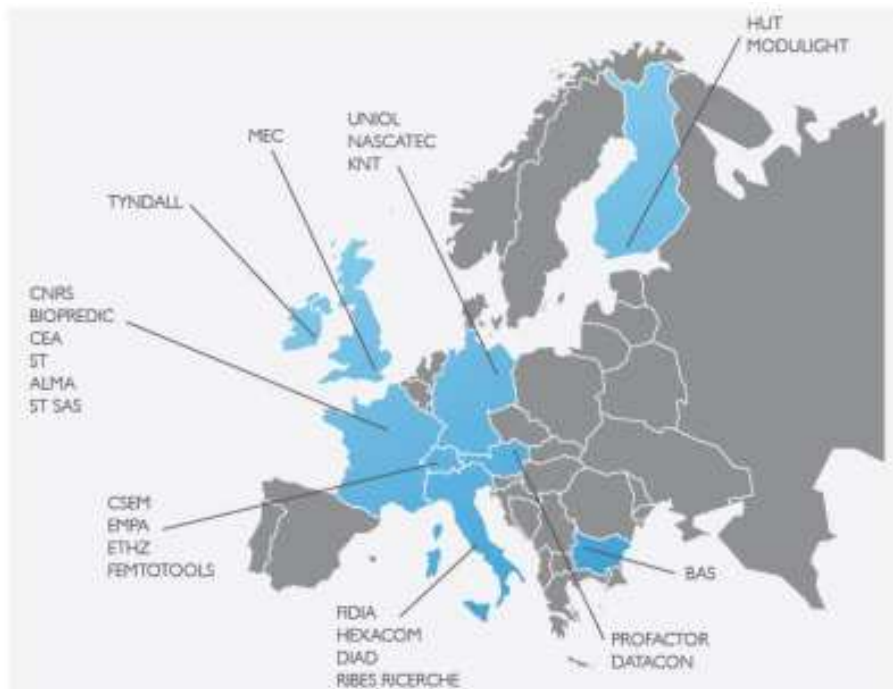 HUT
MODULIGHT
UNIOL
NASCATEC
KNT
MEC
TYNDALL
CNRS
BIOPREDIC
CEA
ST
ALMA
ST SAS
CSEM
EMPA
ETHZ
FEMTOTOOLS
BAS
FIDIA
HEXACOM
DIAD
RIBES RICERCHE
PROFACTOR
DATACON